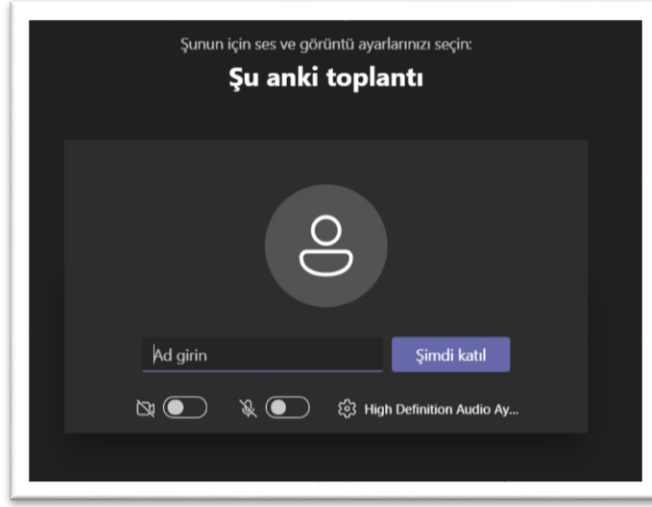 Şunun için ses ve görüntü ayarlarınızı seçin:
Şu anki toplantı
Ad girin
Şimdi katıl
High Definition Audio Ay...